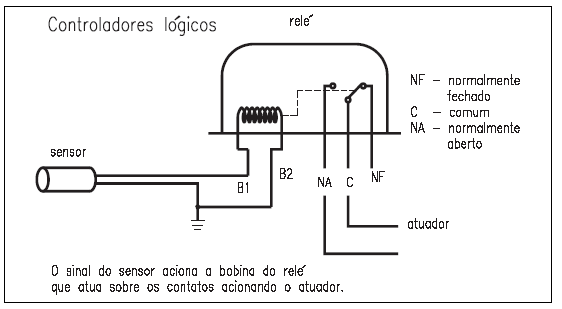 Controladores lógicos
relé
NF – normalmente
fechado
C – comum
NA – normalmente
aberto
sensor
B1
B2
NA
C
NF
atuador
O sinal do sensor aciona a bobina do relé
que atua sobre os contatos acionando o atuador.